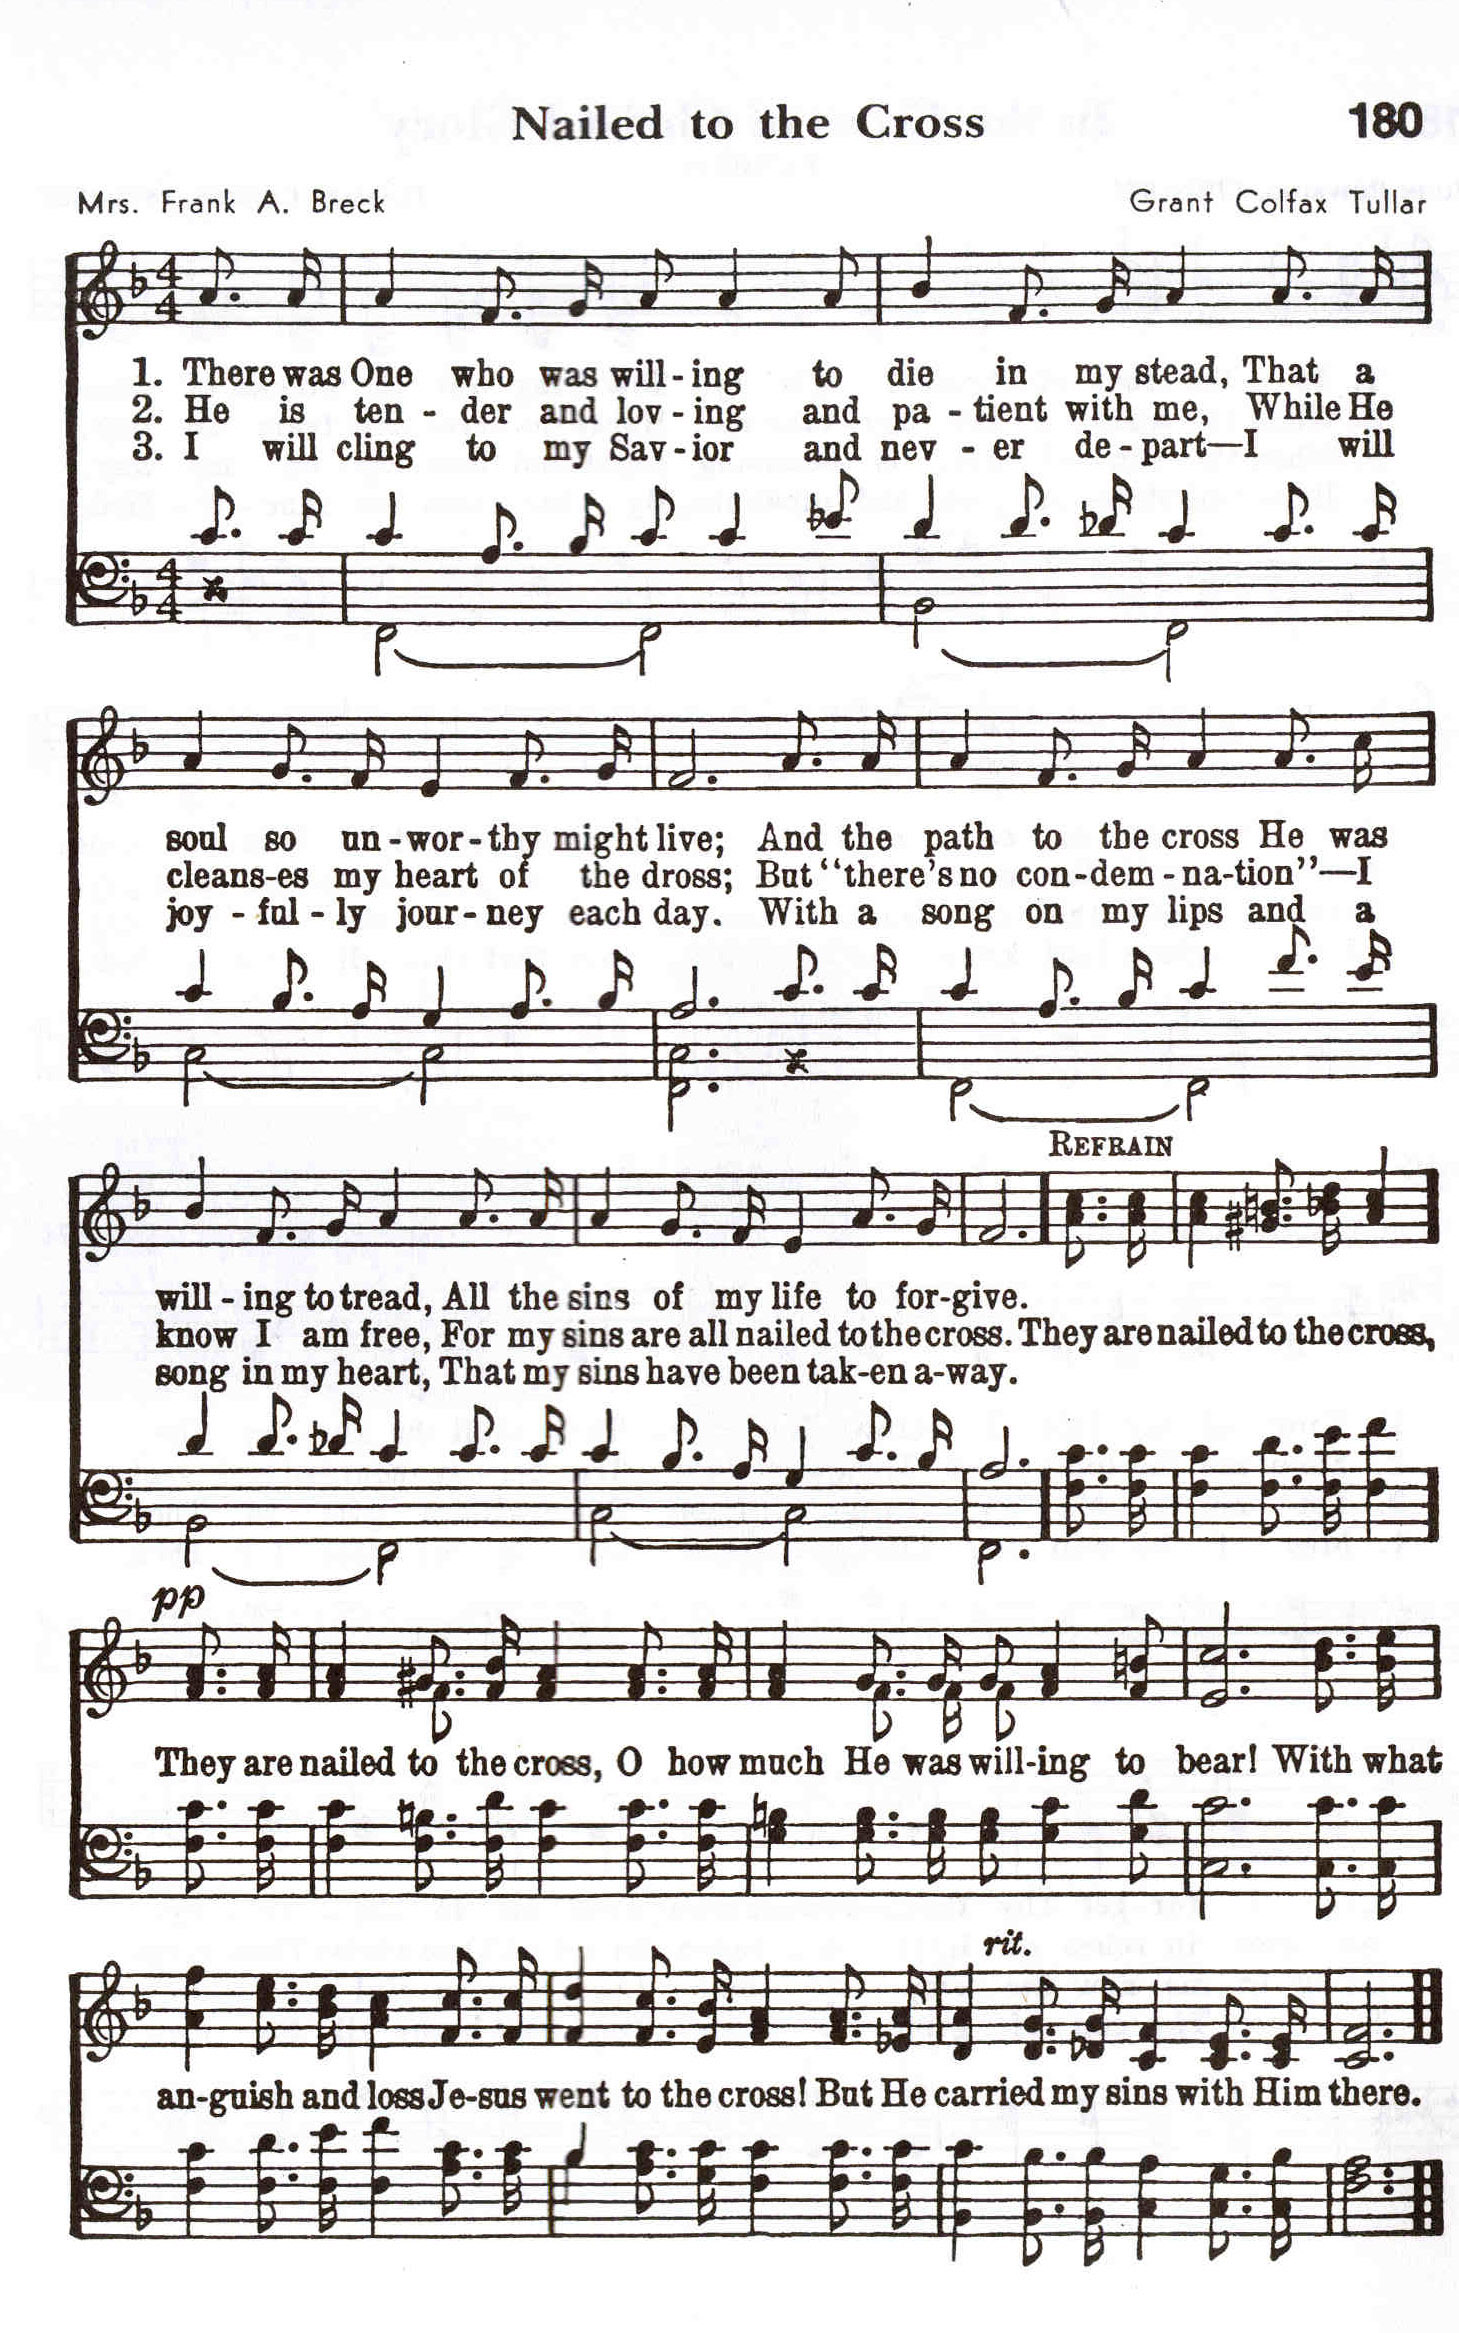 Nailed to the Cross 180
Mrs. Frank A. Breck Grant Colfax Tullar
4 4
1. There was One who was will - ing to die in my stead, That a
2. He is ten - der and lov - ing and pa - tient with me, While He
3. I will cling to my Sav - ior and nev - er de - part—I will
4 4
soul so un - wor - thy might live; And the path to the cross He was
cleans-es my heart of the dross; But "there's no con-dem - na-tion"—I
joy - ful - ly jour - ney each day. With a song on my lips and a
REFRAIN
will - ing to tread, All the sins of my life to for-give.
know I am free, For my sins are all nailed to the cross. They are nailed to the cross,
song in my heart, That my sins have been tak-en a-way.
pp
They are nailed to the cross, O how much He was will-ing to bear! With what
rit.
an-guish and loss Je-sus went to the cross! But He carried my sins with Him there.